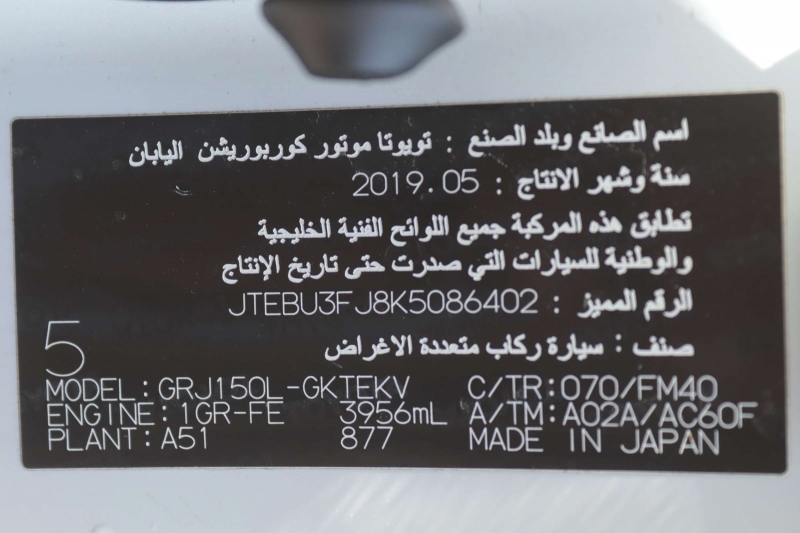 اسم الصانع وبلد الصنع : تويوتا موتور كوربوريشن اليابان
سنة وشهر الانتاج : 2019.05
تطابق هذه المركبة جميع اللوائح الفنية الخليجية
والوطنية للسيارات التي صدرت حتى تاريخ الإنتاج
الرقم المميز : JTEBU3FJ8K5086402
صنف : سيارة ركاب متعددة الاغراض
5
MODEL:GRJ150L-GKTEKV C/TR:070/FM40
ENGINE:1GR-FE 3956mL A/TM:A02A/AC60F
PLANT:A51 877 MADE IN JAPAN